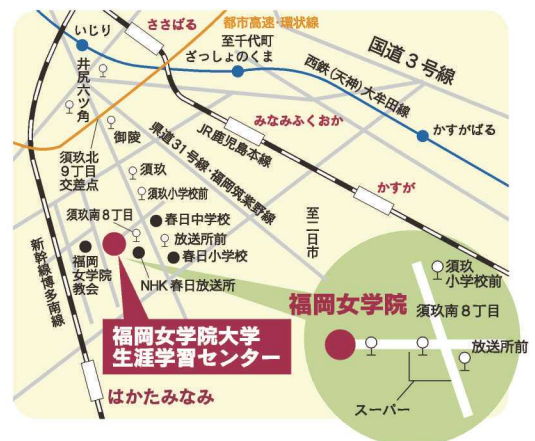 都市高速・環状線
ささばる
いじり
至千代町
ざっしょのくま
国道3号線
西鉄(天神)大牟田線
井尻六ツ角
みなみふくおか
かすがばる
御陵
JR鹿児島本線
県道31号線・福岡筑紫野線
須玖北
9丁目
交差点
須玖
須玖小学校前
かすが
須玖南8丁目
春日中学校
放送所前
春日小学校
至二日市
新幹線博多南線
福岡
女学院
教会
NHK春日放送所
福岡女学院大学
生涯学習センター
はかたみなみ
福岡女学院
須玖
小学校前
須玖南8丁目
放送所前
スーパー